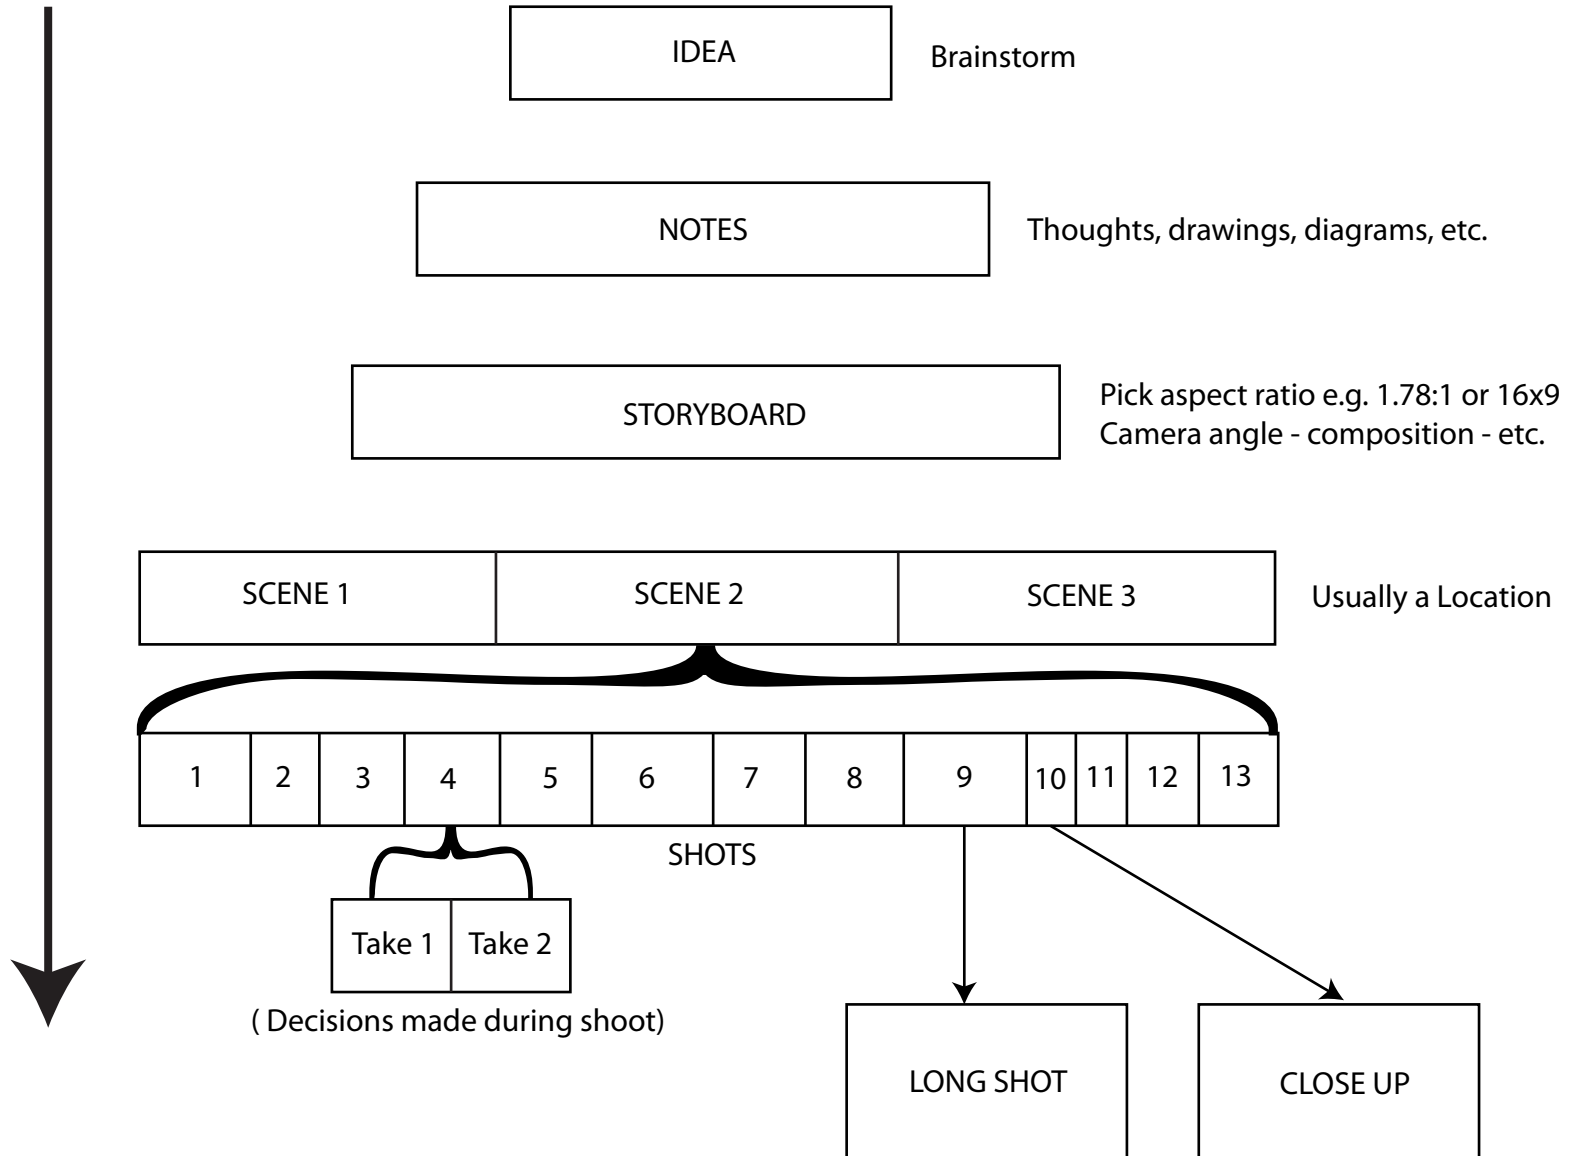 IDEA
Brainstorm
NOTES
Thoughts, drawings, diagrams, etc.
STORYBOARD
Pick aspect ratio e.g. 1.78:1 or 16x9
Camera angle - composition - etc.
SCENE 1
SCENE 2
SCENE 3
Usually a Location
1 2 3 4 5 6 7 8 9 10 11 12 13
SHOTS
Take 1
Take 2
( Decisions made during shoot)
LONG SHOT
CLOSE UP